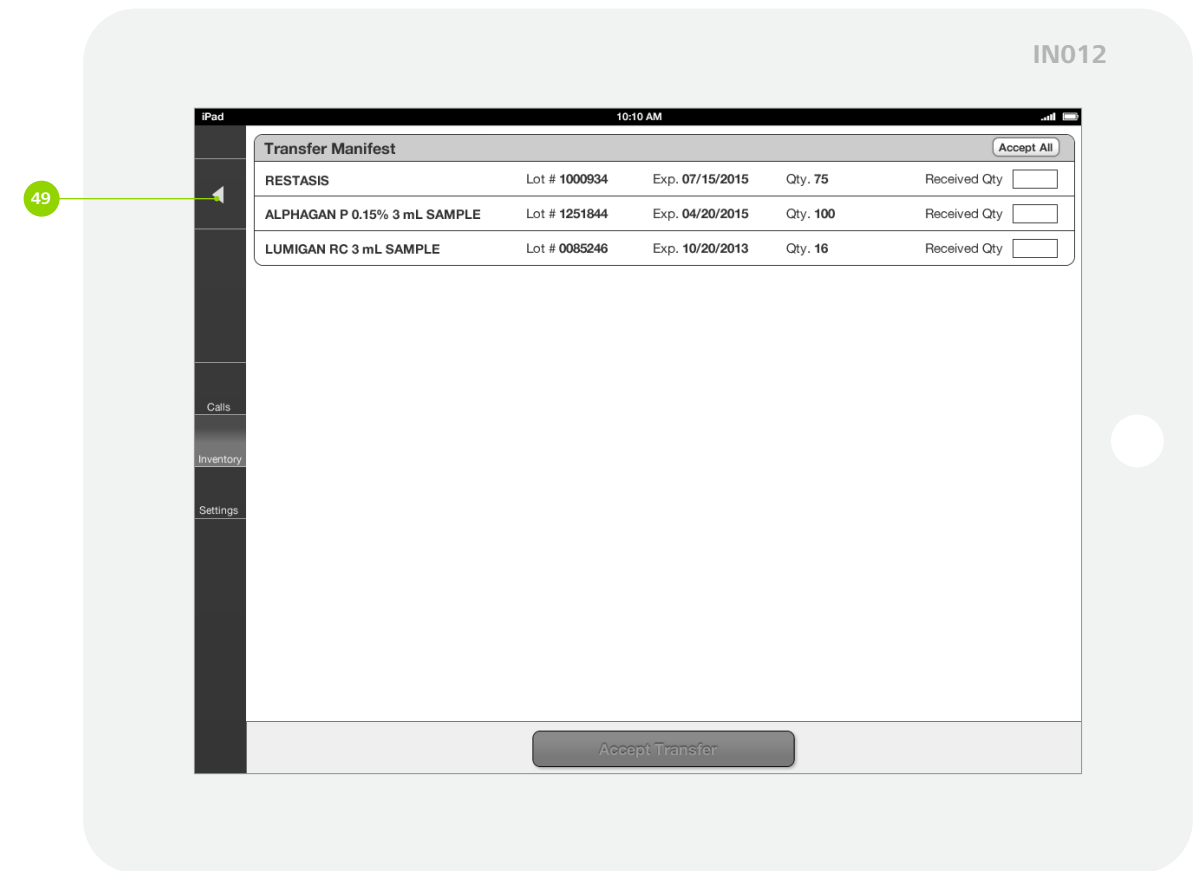 IN012
iPad 10:10 AM
Transfer Manifest Accept All
RESTASIS Lot # 1000934 Exp. 07/15/2015 Qty. 75 Received Qty
49
ALPHAGAN P 0.15% 3 mL SAMPLE Lot # 1251844 Exp. 04/20/2015 Qty. 100 Received Qty
LUMIGAN RC 3 mL SAMPLE Lot # 0085246 Exp. 10/20/2013 Qty. 16 Received Qty
Calls
Inventory
Settings
Accept Transfer